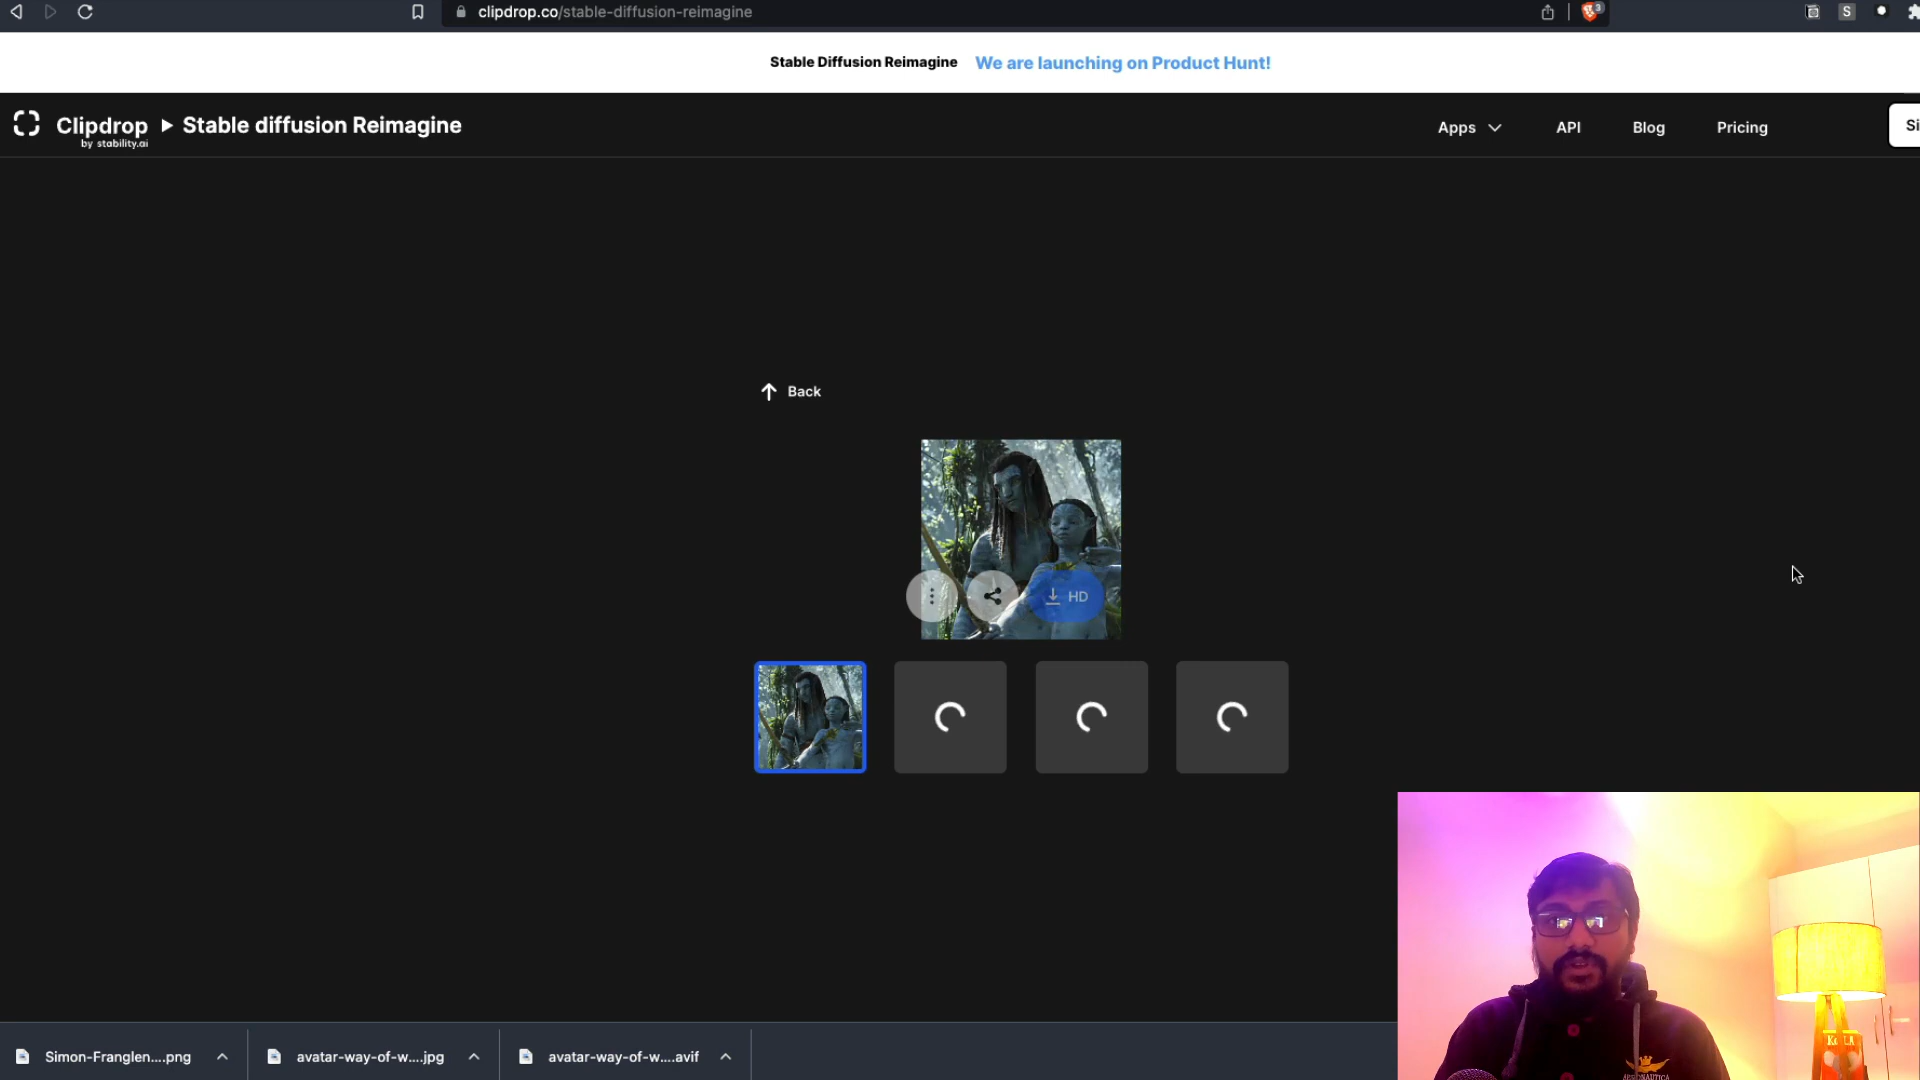 clipdrop.co/stable-diffusion-reimagine
3
S
Stable Diffusion Reimagine We are launching on Product Hunt!
Clipdrop
by stability.ai
Stable diffusion Reimagine
Apps
API
Blog
Pricing
Si
Back
HD
Simon-Franglen....png
avatar-way-of-w....jpg
avatar-way-of-w....avif